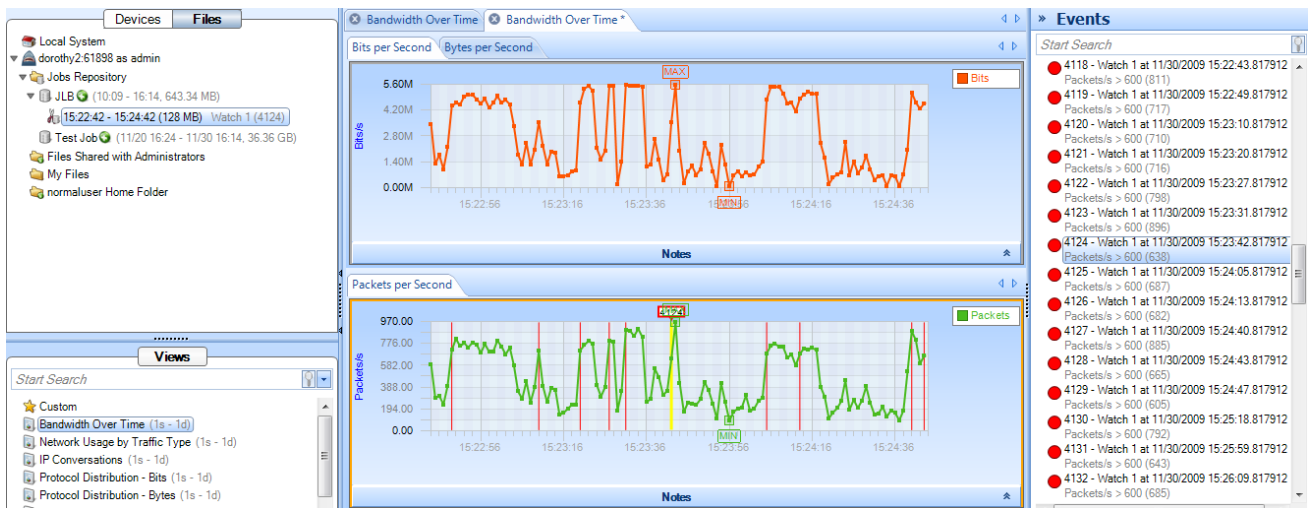 Devices Files
Local System
dorothy2:61898 as admin
Jobs Repository
JLB (10:09 - 16:14, 643.34 MB)
15:22:42 - 15:24:42 (128 MB) Watch 1 (4124)
Test Job (11/20 16:24 - 11/30 16:14, 36.36 GB)
Files Shared with Administrators
My Files
normaluser Home Folder
Views
Start Search
Custom
Bandwidth Over Time (1s - 1d)
Network Usage by Traffic Type (1s - 1d)
IP Conversations (1s - 1d)
Protocol Distribution - Bits (1s - 1d)
Protocol Distribution - Bytes (1s - 1d)
Bandwidth Over Time Bandwidth Over Time *
Bits per Second Bytes per Second
MAX
Bits
Bits/s
5.60M
4.20M
2.80M
1.40M
0.00M
MIN
15:22:56 15:23:16 15:23:36 15:24:16 15:24:36
Notes
Packets per Second
4124
Packets
Packets/s
970.00
776.00
582.00
388.00
194.00
0.00
MIN
15:22:56 15:23:16 15:23:36 15:23:56 15:24:16 15:24:36
Notes
» Events
Start Search
4118 - Watch 1 at 11/30/2009 15:22:43.817912
Packets/s > 600 (811)
4119 - Watch 1 at 11/30/2009 15:22:49.817912
Packets/s > 600 (717)
4120 - Watch 1 at 11/30/2009 15:23:10.817912
Packets/s > 600 (710)
4121 - Watch 1 at 11/30/2009 15:23:20.817912
Packets/s > 600 (716)
4122 - Watch 1 at 11/30/2009 15:23:27.817912
Packets/s > 600 (798)
4123 - Watch 1 at 11/30/2009 15:23:31.817912
Packets/s > 600 (896)
4124 - Watch 1 at 11/30/2009 15:23:42.817912
Packets/s > 600 (638)
4125 - Watch 1 at 11/30/2009 15:24:05.817912
Packets/s > 600 (687)
4126 - Watch 1 at 11/30/2009 15:24:13.817912
Packets/s > 600 (682)
4127 - Watch 1 at 11/30/2009 15:24:40.817912
Packets/s > 600 (885)
4128 - Watch 1 at 11/30/2009 15:24:43.817912
Packets/s > 600 (665)
4129 - Watch 1 at 11/30/2009 15:24:47.817912
Packets/s > 600 (605)
4130 - Watch 1 at 11/30/2009 15:25:18.817912
Packets/s > 600 (792)
4131 - Watch 1 at 11/30/2009 15:25:59.817912
Packets/s > 600 (643)
4132 - Watch 1 at 11/30/2009 15:26:09.817912
Packets/s > 600 (685)